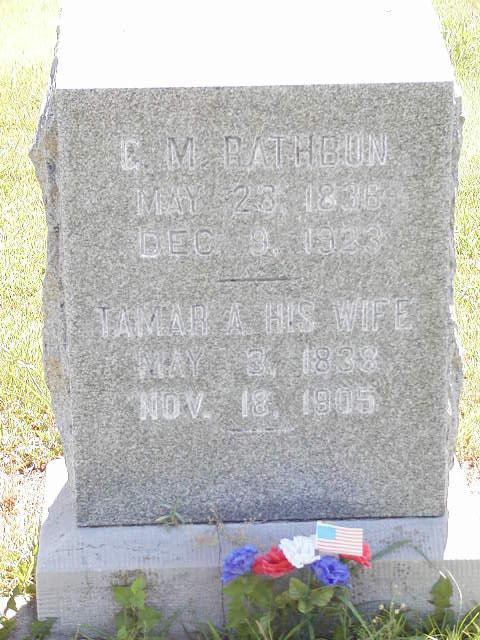 C. M. RATHBUN
MAY 23, 1836
DEC. 9, 1923
TAMAR A. HIS WIFE
MAY 3, 1838
NOV. 18, 1905